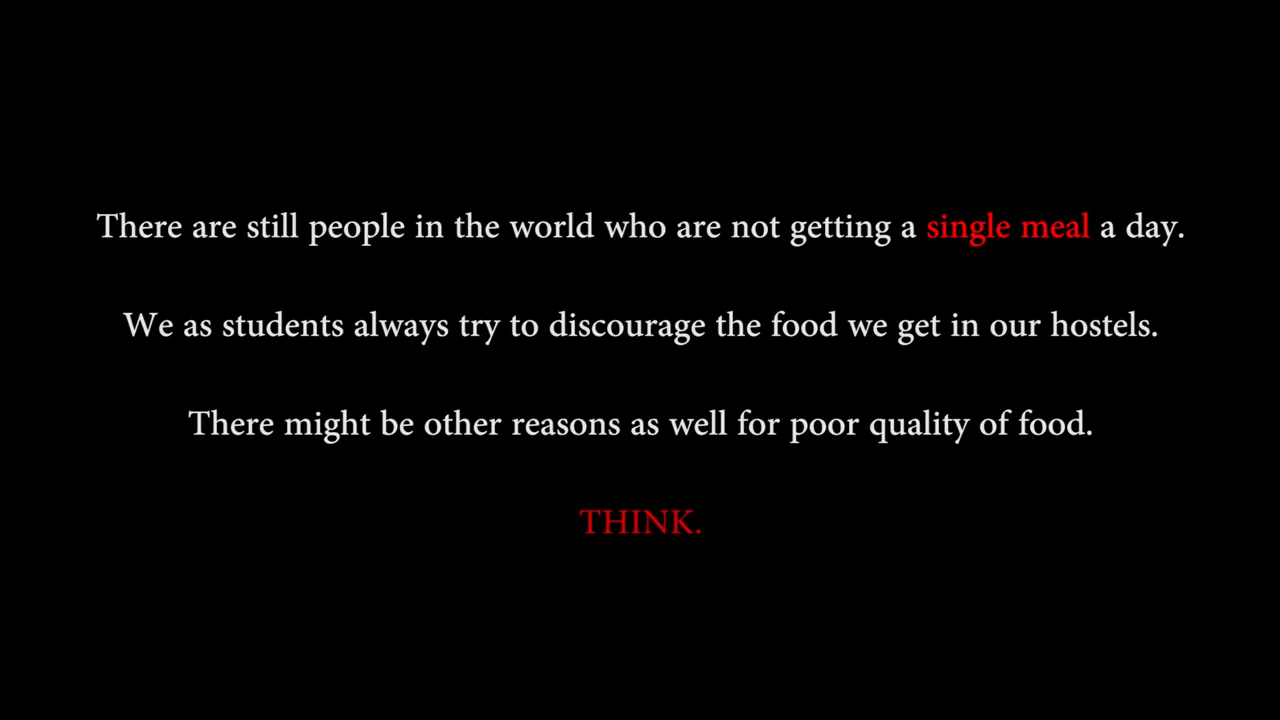 There are still people in the world who are not getting a single meal a day.
We as students always try to discourage the food we get in our hostels.
There might be other reasons as well for poor quality of food.
THINK.